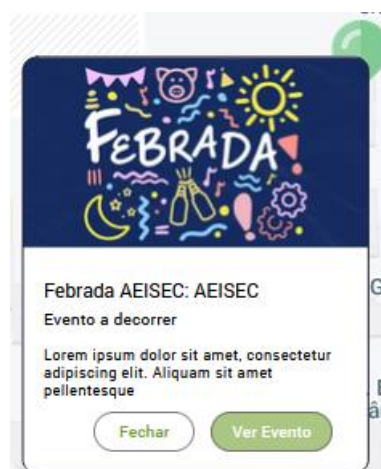 FEBRADA!
Febrada AEISEC: AEISEC
Evento a decorrer
Lorem ipsum dolor sit amet, consectetur
adipiscing elit. Aliquam sit amet
pellentesque
Fechar
Ver Evento